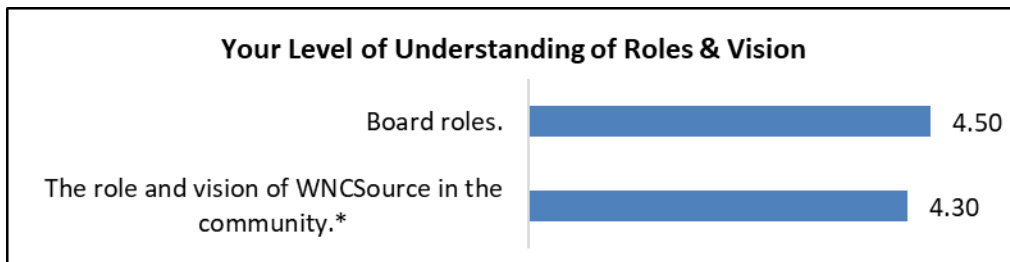 Your Level of Understanding of Roles & Vision
Board roles.
4.50
The role and vision of WNCSource in the
community.*
4.30